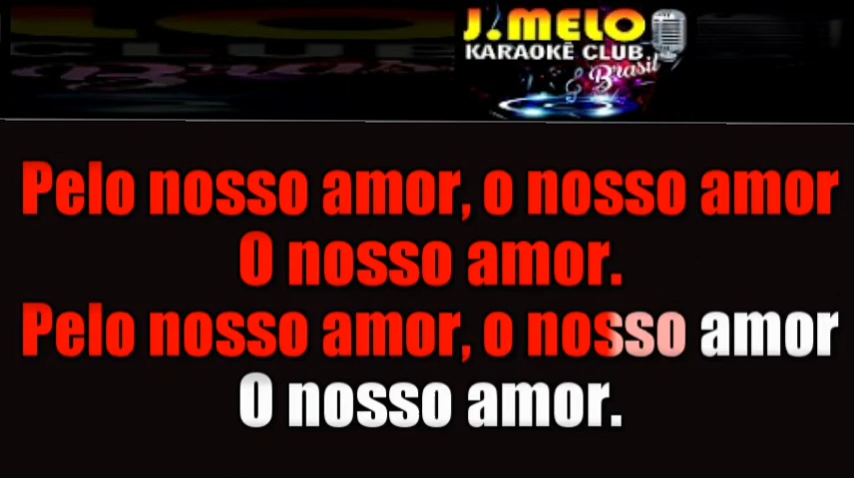 J. MELO
KARAOKÊ CLUB
Brasil
Pelo nosso amor, o nosso amor
O nosso amor.
Pelo nosso amor, o nosso amor
O nosso amor.